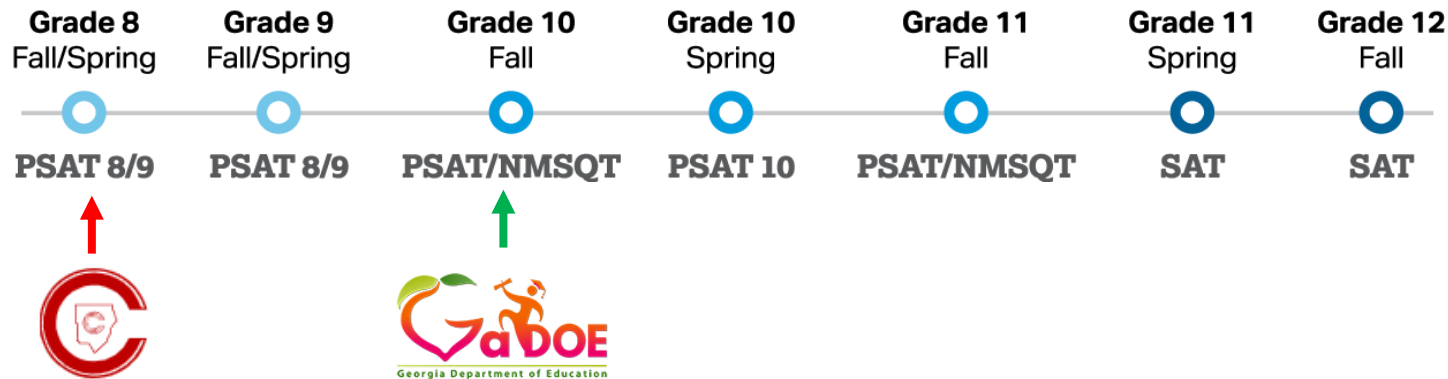 Grade 8 Grade 9 Grade 10 Grade 10 Grade 11 Grade 11 Grade 12
Fall/Spring Fall/Spring Fall Spring Fall Spring Fall
PSAT 8/9 PSAT 8/9 PSAT/NMSQT PSAT 10 PSAT/NMSQT SAT SAT
C
C
GaDOE
Georgia Department of Education